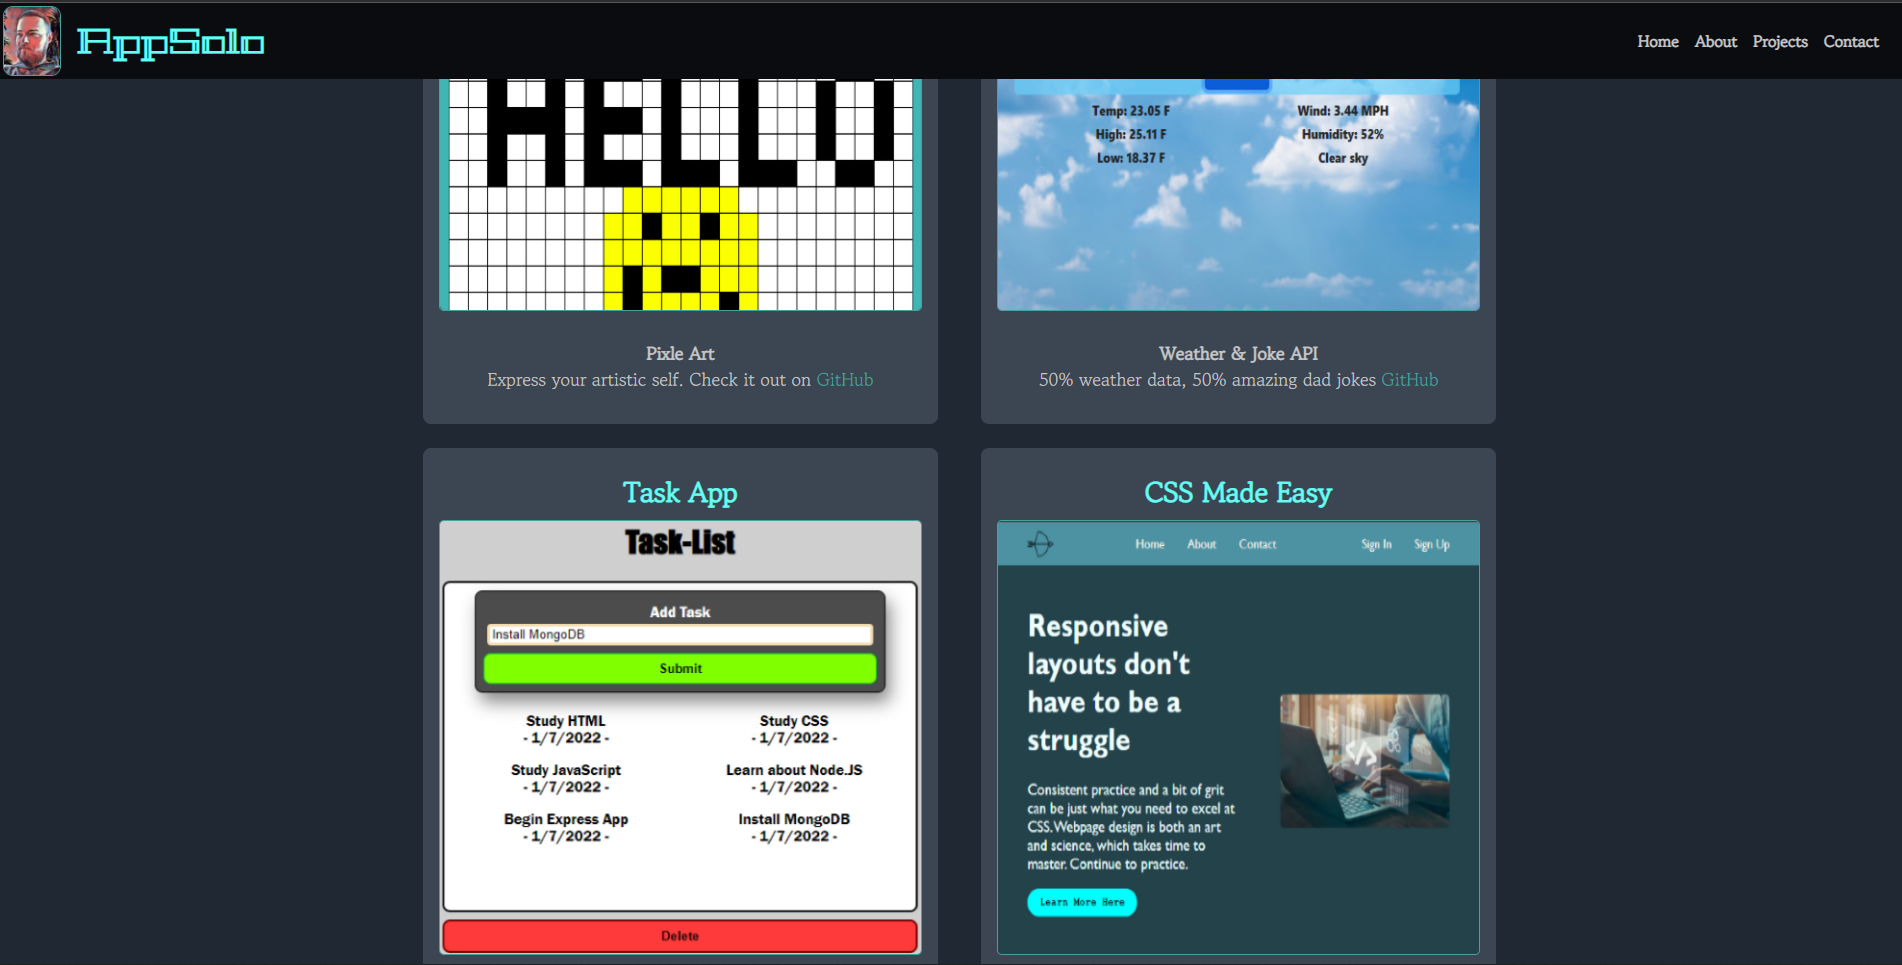 AppSolo
Home About Projects Contact
HELLO
Temp: 23.05 F
High: 25.11 F
Low: 18.37 F
Wind: 3.44 MPH
Humidity: 52%
Clear sky
Pixle Art
Express your artistic self. Check it out on GitHub
Weather & Joke API
50% weather data, 50% amazing dad jokes GitHub
Task App
Task-List
Add Task
Install MongoDB
Submit
Study HTML
- 1/7/2022 -
Study CSS
- 1/7/2022 -
Study JavaScript
- 1/7/2022 -
Learn about Node.JS
- 1/7/2022 -
Begin Express App
- 1/7/2022 -
Install MongoDB
- 1/7/2022 -
Delete
CSS Made Easy
Home About Contact Sign In Sign Up
Responsive
layouts don't
have to be a
struggle
Consistent practice and a bit of grit
can be just what you need to excel at
CSS. Webpage design is both an art
and science, which takes time to
master. Continue to practice.
Learn More Here